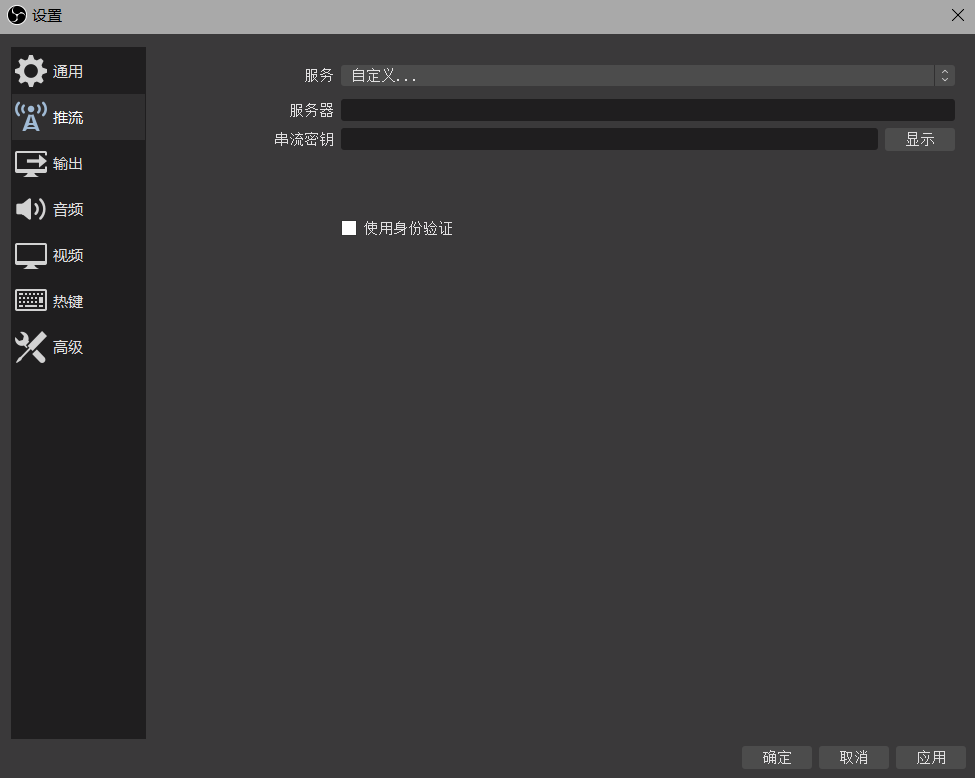 设置
通用
推流
输出
音频
视频
热键
高级
服务 自定义...
服务器
串流密钥 显示
使用身份验证
确定 取消 应用